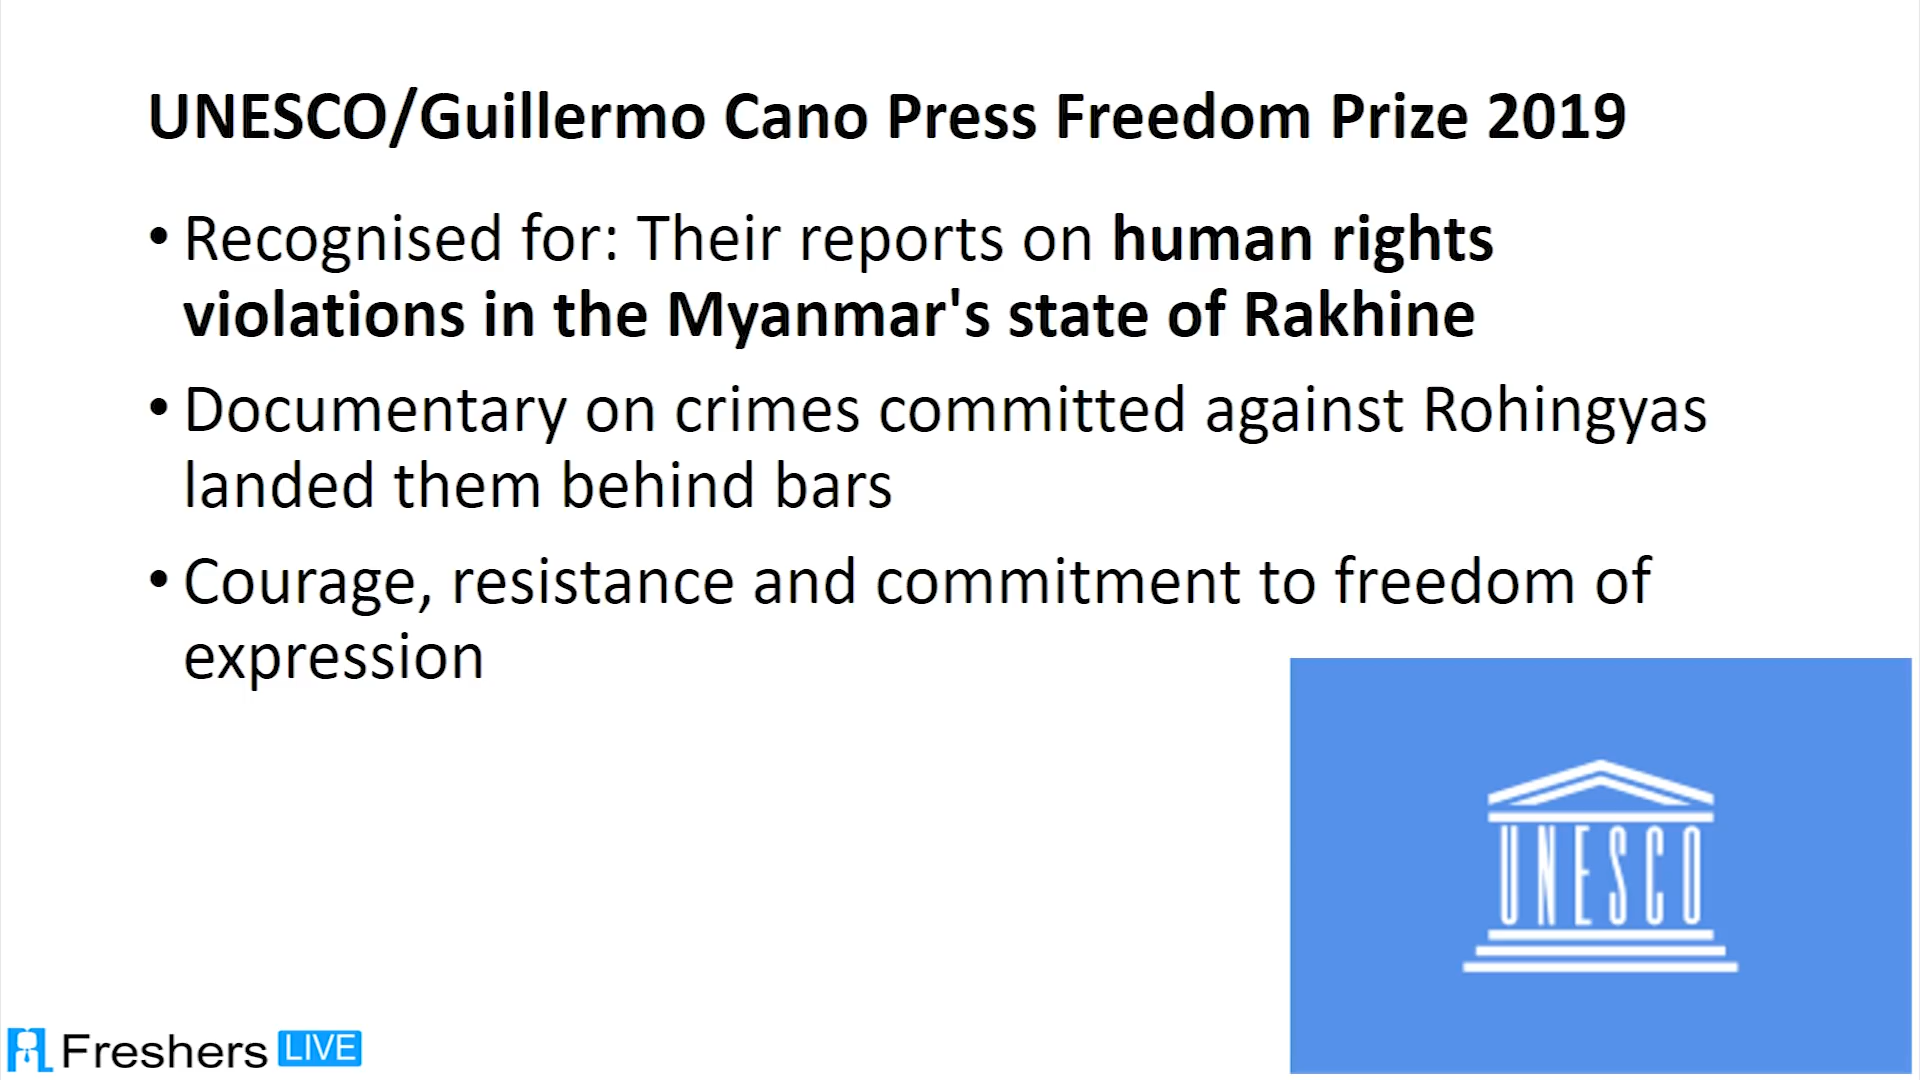 UNESCO/Guillermo Cano Press Freedom Prize 2019
• Recognised for: Their reports on human rights
violations in the Myanmar's state of Rakhine
• Documentary on crimes committed against Rohingyas
landed them behind bars
• Courage, resistance and commitment to freedom of
expression
UNESCO
Freshers LIVE